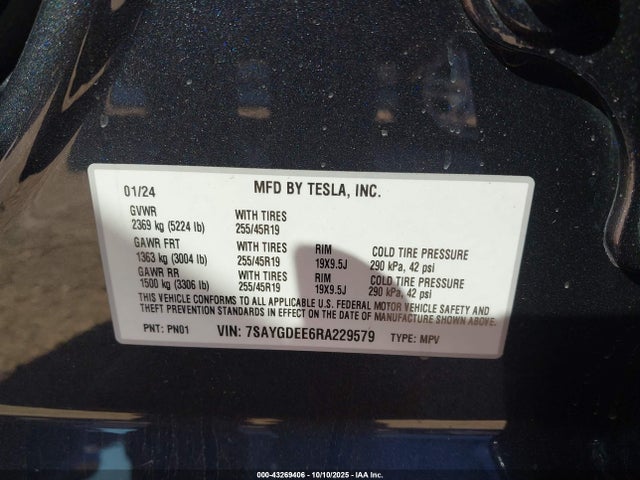 01/24 MFD BY TESLA, INC.
GVWR WITH TIRES
2369 kg (5224 lb) 255/45R19
GAWR FRT WITH TIRES RIM COLD TIRE PRESSURE
1363 kg (3004 lb) 255/45R19 19X9.5J 290 kPa, 42 psi
GAWR RR WITH TIRES RIM COLD TIRE PRESSURE
1500 kg (3306 lb) 255/45R19 19X9.5J 290 kPa, 42 psi
THIS VEHICLE CONFORMS TO ALL APPLICABLE U.S. FEDERAL MOTOR VEHICLE SAFETY AND
THEFT PREVENTION STANDARDS IN EFFECT ON THE DATE OF MANUFACTURE SHOWN ABOVE.
PNT: PN01 VIN: 7SAYGDEE6RA229579 TYPE: MPV
000-43269406 - 10/10/2025 - IAA Inc.